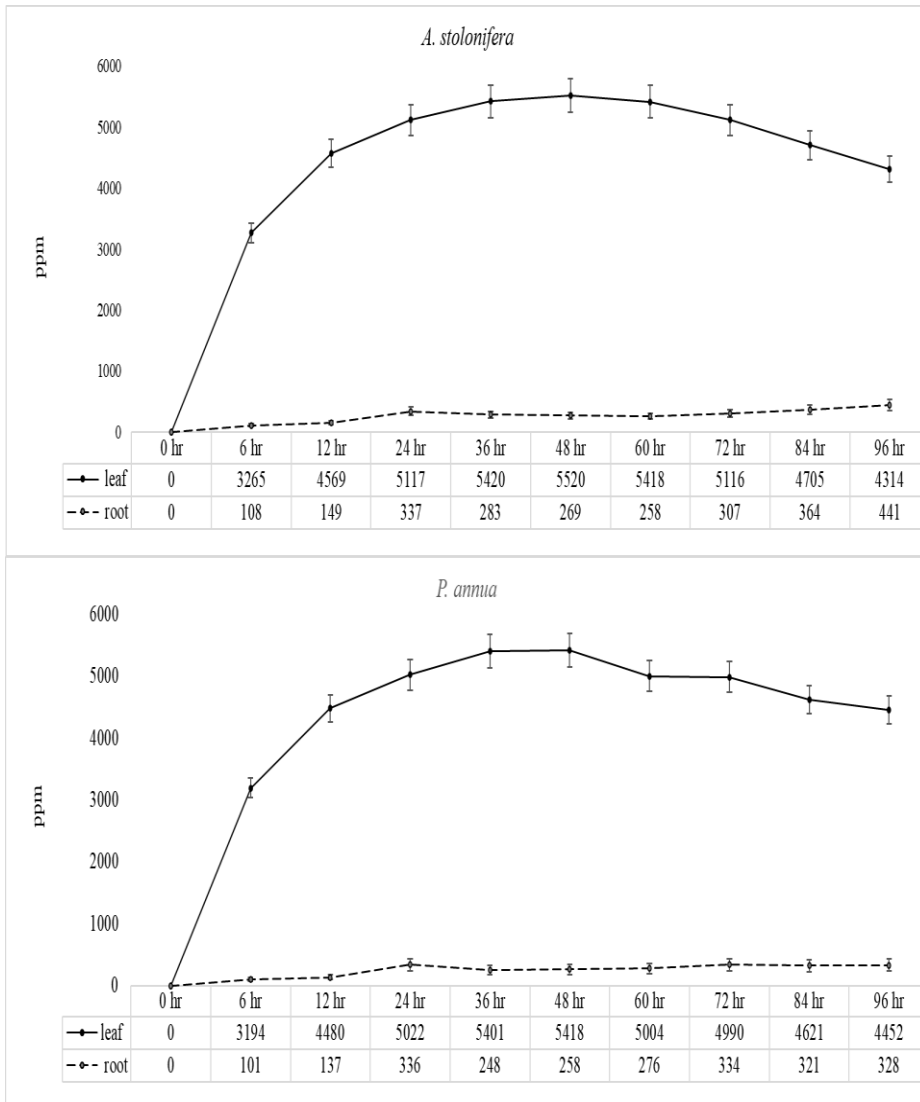 A. stolonifera
6000
5000
4000
3000
2000
1000
0
ppm
0 hr 6 hr 12 hr 24 hr 36 hr 48 hr 60 hr 72 hr 84 hr 96 hr
leaf 0 3265 4569 5117 5420 5520 5418 5116 4705 4314
root 0 108 149 337 283 269 258 307 364 441
P. annua
6000
5000
4000
3000
2000
1000
0
ppm
0 hr 6 hr 12 hr 24 hr 36 hr 48 hr 60 hr 72 hr 84 hr 96 hr
leaf 0 3194 4480 5022 5401 5418 5004 4990 4621 4452
root 0 101 137 336 248 258 276 334 321 328